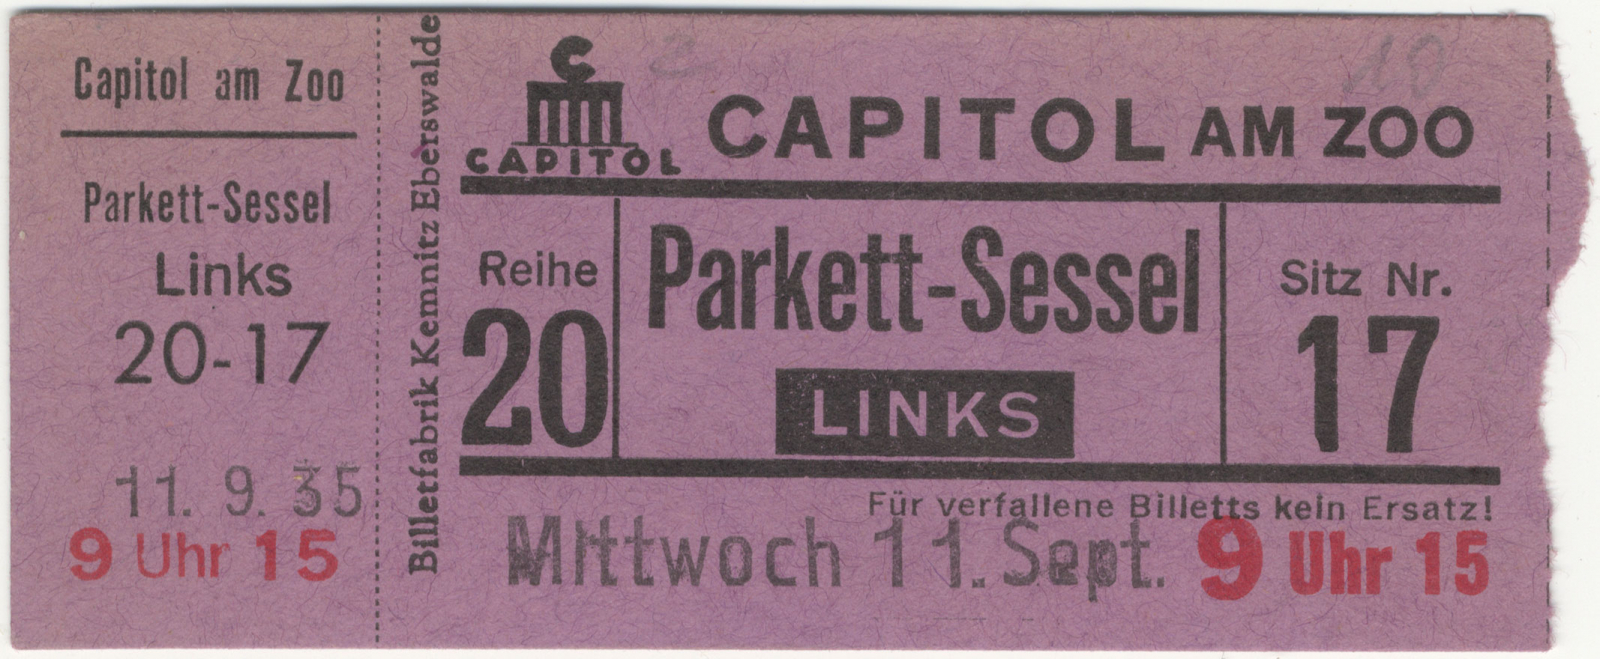 Capitol am Zoo
Parkett-Sessel
Links
20-17
11. 9. 35
9 Uhr 15
Billetfabrik Kemnitz Eberswalde
C
CAPITOL
CAPITOL AM ZOO
Reihe
20
Parkett-Sessel
LINKS
Sitz Nr.
17
Für verfallene Billetts kein Ersatz!
Mittwoch 11. Sept. 9 Uhr 15